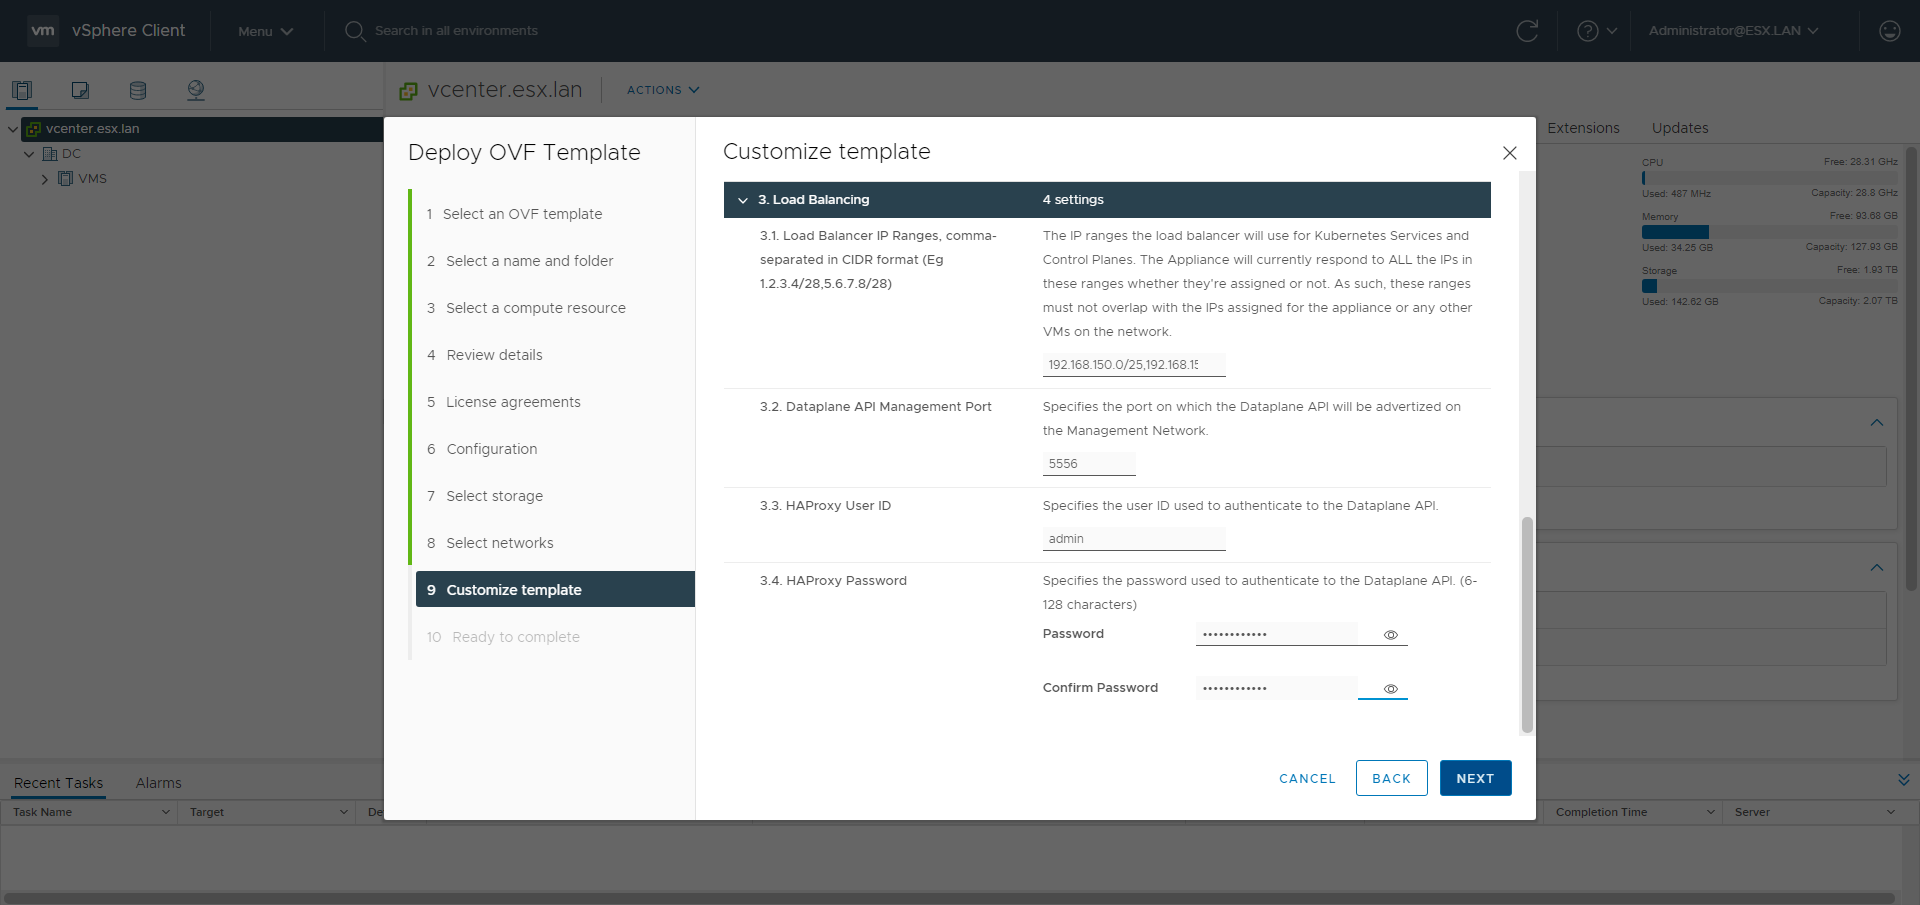 vm vSphere Client Menu Search in all environments Administrator@ESX.LAN
vcenter.esx.lan ACTIONS
vcenter.esx.lan
DC
VMS
Extensions Updates
CPU Free: 28.31 GHz
Used: 487 MHz Capacity: 28.8 GHz
Memory Free: 93.68 GB
Used: 34.25 GB Capacity: 127.93 GB
Storage Free: 1.93 TB
Used: 142.62 GB Capacity: 2.07 TB
Deploy OVF Template
1 Select an OVF template
2 Select a name and folder
3 Select a compute resource
4 Review details
5 License agreements
6 Configuration
7 Select storage
8 Select networks
9 Customize template
10 Ready to complete
Customize template
3. Load Balancing 4 settings
3.1. Load Balancer IP Ranges, comma-
separated in CIDR format (Eg
1.2.3.4/28,5.6.7.8/28)
The IP ranges the load balancer will use for Kubernetes Services and
Control Planes. The Appliance will currently respond to ALL the IPs in
these ranges whether they're assigned or not. As such, these ranges
must not overlap with the IPs assigned for the appliance or any other
VMs on the network.
192.168.150.0/25,192.168.15
3.2. Dataplane API Management Port
Specifies the port on which the Dataplane API will be advertized on
the Management Network.
5556
3.3. HAProxy User ID
Specifies the user ID used to authenticate to the Dataplane API.
admin
3.4. HAProxy Password
Specifies the password used to authenticate to the Dataplane API. (6-
128 characters)
Password ••••••••••••
Confirm Password ••••••••••••
CANCEL BACK NEXT
Recent Tasks Alarms
Task Name Target De Completion Time Server